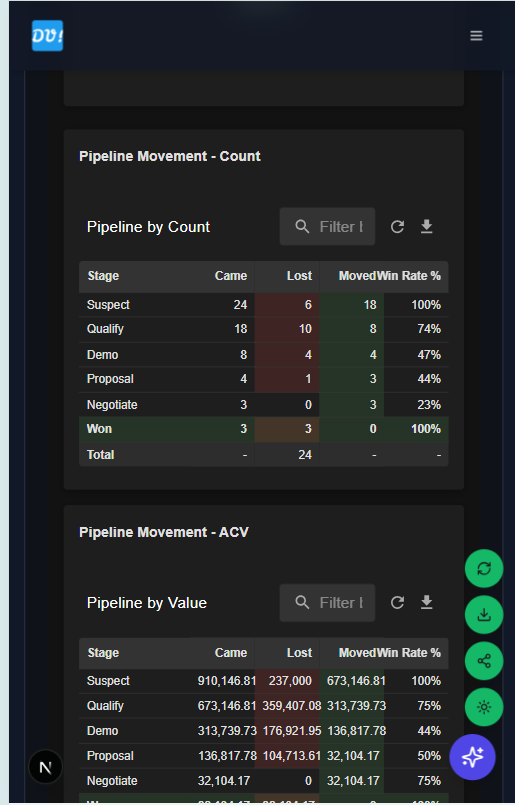 DV!
Pipeline Movement - Count
Pipeline by Count
Filter
Stage Came Lost Moved Win Rate %
Suspect 24 6 18 100%
Qualify 18 10 8 74%
Demo 8 4 4 47%
Proposal 4 1 3 44%
Negotiate 3 0 3 23%
Won 3 3 0 100%
Total - 24 - -
Pipeline Movement - ACV
Pipeline by Value
Filter
Stage Came Lost Moved Win Rate %
Suspect 910,146.81 237,000 673,146.81 100%
Qualify 673,146.81 359,407.08 313,739.73 75%
Demo 313,739.73 176,921.95 136,817.78 44%
Proposal 136,817.78 104,713.61 32,104.17 50%
Negotiate 32,104.17 0 32,104.17 75%
N